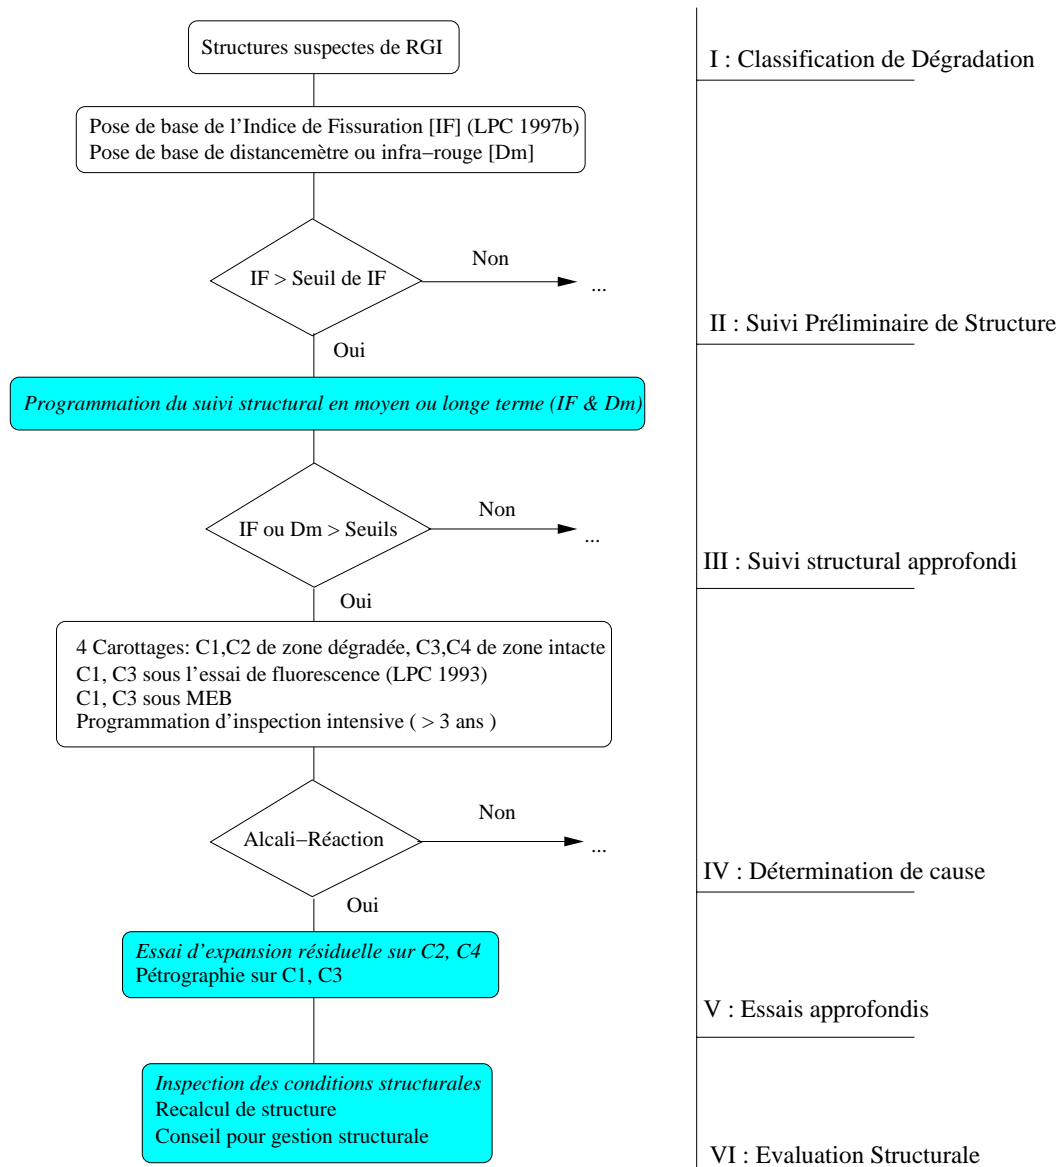 Structures suspectes de RGI
I : Classification de Dégradation
Pose de base de l'Indice de Fissuration [IF] (LPC 1997b)
Pose de base de distancemètre ou infra−rouge [Dm]
IF > Seuil de IF
Non
...
II : Suivi Préliminaire de Structure
Oui
Programmation du suivi structural en moyen ou longe terme (IF & Dm)
IF ou Dm > Seuils
Non
...
III : Suivi structural approfondi
Oui
4 Carottages: C1,C2 de zone dégradée, C3,C4 de zone intacte
C1, C3 sous l'essai de fluorescence (LPC 1993)
C1, C3 sous MEB
Programmation d'inspection intensive ( > 3 ans )
Alcali−Réaction
Non
...
IV : Détermination de cause
Oui
Essai d'expansion résiduelle sur C2, C4
Pétrographie sur C1, C3
V : Essais approfondis
Inspection des conditions structurales
Recalcul de structure
Conseil pour gestion structurale
VI : Evaluation Structurale